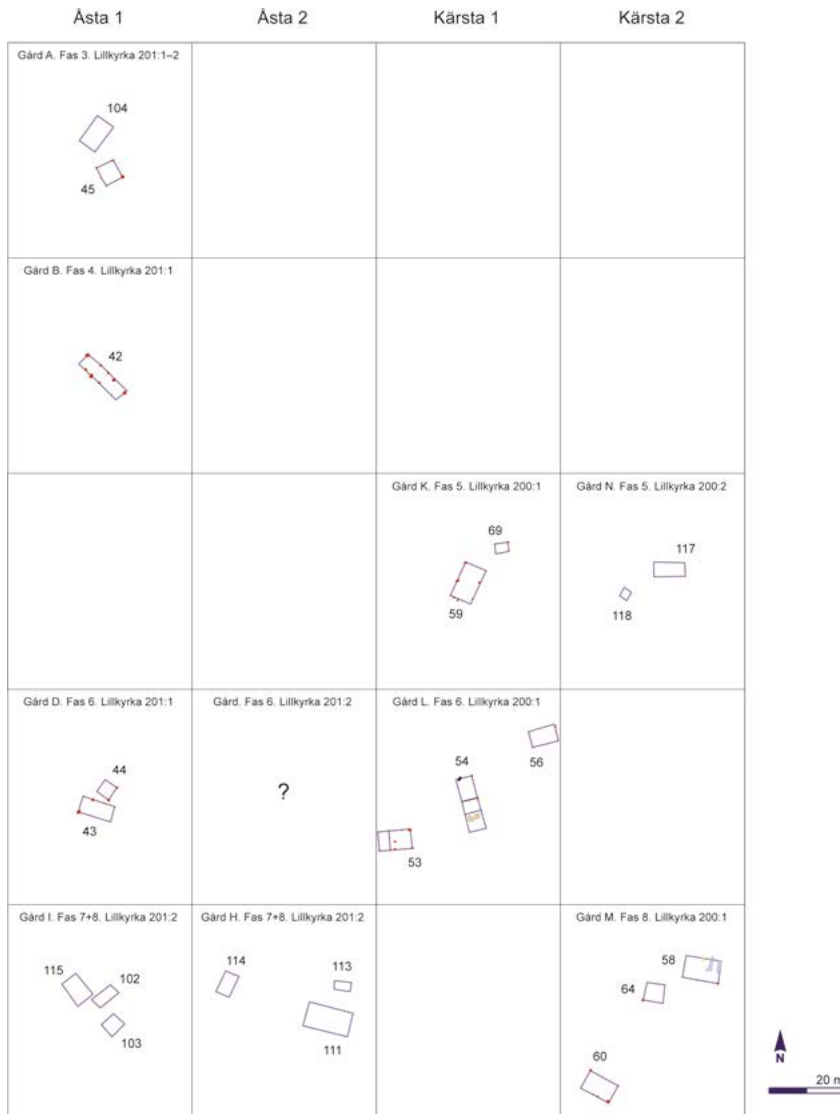 Åsta 1
Åsta 2
Kärsta 1
Kärsta 2
Gård A. Fas 3. Lillkyrka 201:1–2
104
45
Gård B. Fas 4. Lillkyrka 201:1
42
Gård K. Fas 5. Lillkyrka 200:1
69
59
Gård N. Fas 5. Lillkyrka 200:2
117
118
Gård D. Fas 6. Lillkyrka 201:1
44
43
Gård. Fas 6. Lillkyrka 201:2
?
Gård L. Fas 6. Lillkyrka 200:1
54
56
53
Gård I. Fas 7+8. Lillkyrka 201:2
115
102
103
Gård H. Fas 7+8. Lillkyrka 201:2
114
113
111
Gård M. Fas 8. Lillkyrka 200:1
58
64
60
N
20 m